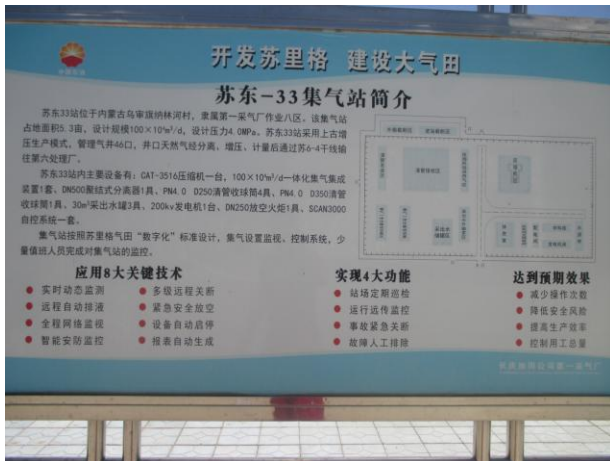 中国石油
开发苏里格 建设大气田
苏东-33集气站简介
苏东33站位于内蒙古乌审旗纳林河村，隶属第一采气厂作业八区。该集气站
占地面积5.3亩，设计规模100×10⁴m³/d，设计压力4.0MPa。苏东33站采用上古增
压生产模式，管理气井46口，井口天然气经分离、增压、计量后通过苏6-4干线输
往第六处理厂。
苏东33站内主要设备有：CAT-3516压缩机一台，100×10⁴m³/d一体化集气集成
装置1套、DN500聚结式分离器1具、PN4.0 D250清管收球筒4具、PN4.0 D350清管
收球筒1具、30m³采出水罐3具、200kv发电机1台、DN250放空火炬1具，SCAN3000
自控系统一套。
集气站按照苏里格气田“数字化”标准设计，集气设置监视、控制系统，少
量值班人员完成对集气站的监控。
应用8大关键技术
实时动态监测 多级远程关断
远程自动排液 紧急安全放空
全程网络监视 设备自动启停
智能安防监控 报表自动生成
实现4大功能
站场定期巡检
运行远传监控
事故紧急关断
故障人工排除
达到预期效果
减少操作次数
降低安全风险
提高生产效率
控制用工总量
长庆油田公司第一采气厂